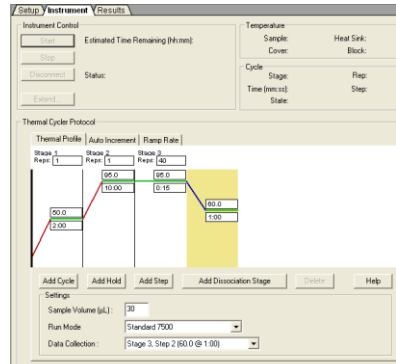 Setup Instrument Results
Instrument Control
Start
Estimated Time Remaining (hh:mm):
Stop
Disconnect
Status:
Extend...
Temperature
Sample: Heat Sink:
Cover: Block:
Cycle
Stage: Rep:
Time (mm:ss): Step:
State:
Thermal Cycler Protocol
Thermal Profile Auto Increment Ramp Rate
Stage 1 Stage 2 Stage 3
Reps: 1 Reps: 1 Reps: 40
95.0 95.0
10:00 0:15
60.0
1:00
50.0
2:00
Add Cycle Add Hold Add Step Add Dissociation Stage Delete Help
Settings
Sample Volume (µL) : 30
Run Mode Standard 7500
Data Collection : Stage 3, Step 2 (60.0 @ 1:00)